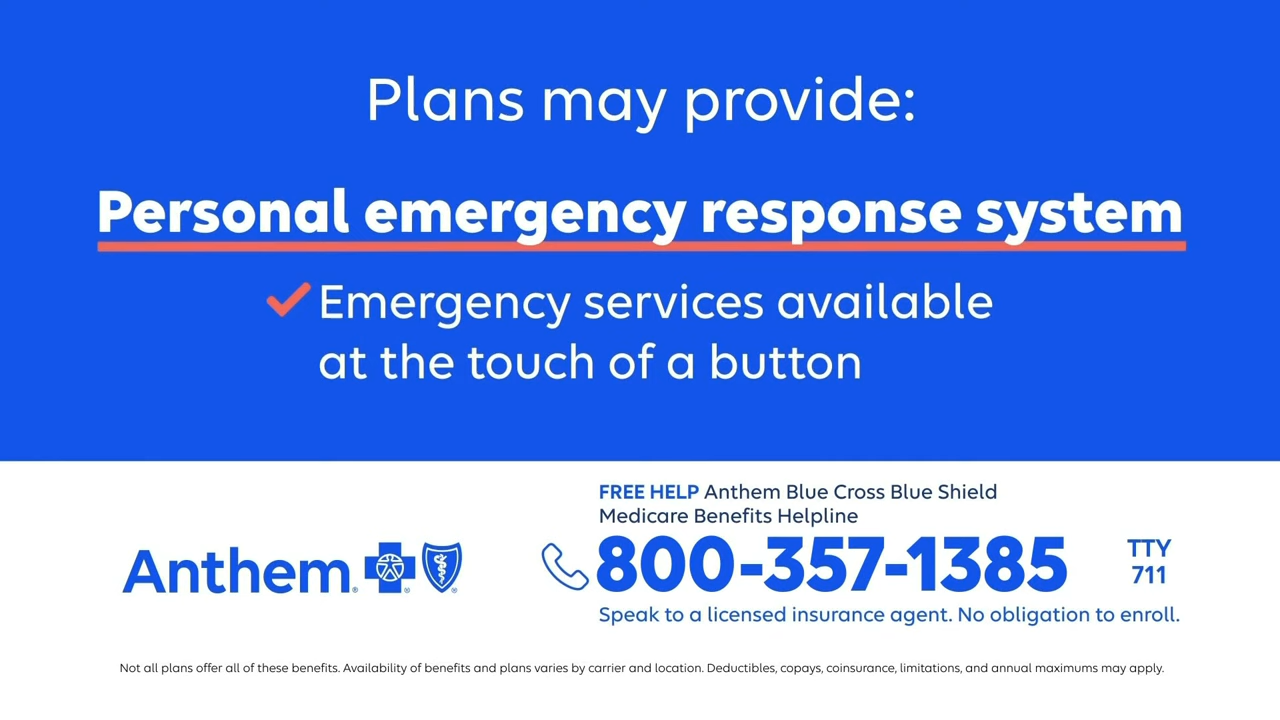 Plans may provide:
Personal emergency response system
Emergency services available
at the touch of a button
FREE HELP Anthem Blue Cross Blue Shield
Medicare Benefits Helpline
Anthem®
800-357-1385
TTY
711
Speak to a licensed insurance agent. No obligation to enroll.
Not all plans offer all of these benefits. Availability of benefits and plans varies by carrier and location. Deductibles, copays, coinsurance, limitations, and annual maximums may apply.